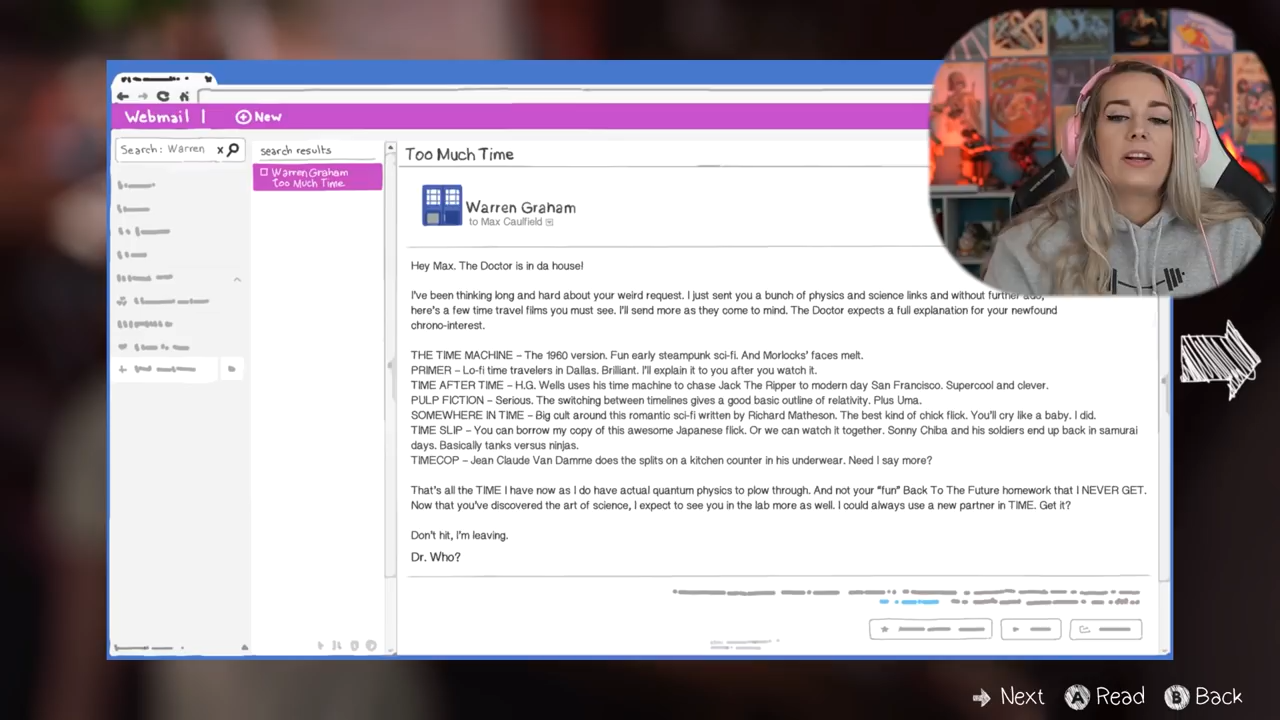 Webmail |
New
Search: Warren x
search results
Warren Graham
Too Much Time
Too Much Time
Warren Graham
to Max Caulfield
Hey Max. The Doctor is in da house!
I've been thinking long and hard about your weird request. I just sent you a bunch of physics and science links and without further ado,
here's a few time travel films you must see. I'll send more as they come to mind. The Doctor expects a full explanation for your newfound
chrono-interest.
THE TIME MACHINE – The 1960 version. Fun early steampunk sci-fi. And Morlocks' faces melt.
PRIMER – Lo-fi time travelers in Dallas. Brilliant. I'll explain it to you after you watch it.
TIME AFTER TIME – H.G. Wells uses his time machine to chase Jack The Ripper to modern day San Francisco. Supercool and clever.
PULP FICTION – Serious. The switching between timelines gives a good basic outline of relativity. Plus Uma.
SOMEWHERE IN TIME – Big cult around this romantic sci-fi written by Richard Matheson. The best kind of chick flick. You'll cry like a baby. I did.
TIME SLIP – You can borrow my copy of this awesome Japanese flick. Or we can watch it together. Sonny Chiba and his soldiers end up back in samurai
days. Basically tanks versus ninjas.
TIMECOP – Jean Claude Van Damme does the splits on a kitchen counter in his underwear. Need I say more?
That's all the TIME I have now as I do have actual quantum physics to plow through. And not your "fun" Back To The Future homework that I NEVER GET.
Now that you've discovered the art of science, I expect to see you in the lab more as well. I could always use a new partner in TIME. Get it?
Don't hit, I'm leaving.
Dr. Who?
Next A Read B Back